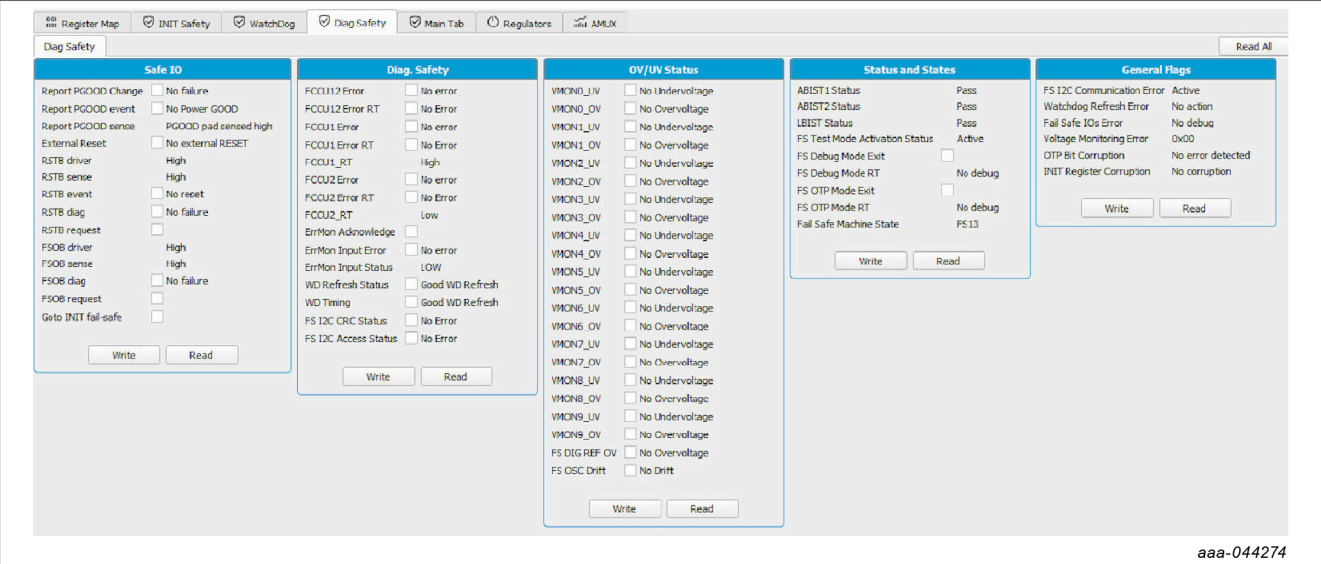 Register Map INIT Safety WatchDog Diag Safety Main Tab Regulators AMUX
Diag Safety Read All
Safe IO
Report PGOOD Change No failure
Report PGOOD event No Power GOOD
Report PGOOD sence PGOOD pad sensed high
External Reset No external RESET
RSTB driver High
RSTB sense High
RSTB event No reset
RSTB diag No failure
RSTB request
FSOB driver High
FSOB sense High
FSOB diag No failure
FSOB request
Goto INIT fail-safe
Write Read
Diag. Safety
FCCU12 Error No error
FCCU12 Error RT No Error
FCCU1 Error No error
FCCU1 Error RT No Error
FCCU1_RT High
FCCU2 Error No error
FCCU2 Error RT No Error
FCCU2_RT Low
ErrMon Acknowledge
ErrMon Input Error No error
ErrMon Input Status LOW
WD Refresh Status Good WD Refresh
WD Timing Good WD Refresh
FS I2C CRC Status No Error
FS I2C Access Status No Error
Write Read
OV/UV Status
VMON0_UV No Undervoltage
VMON0_OV No Overvoltage
VMON1_UV No Undervoltage
VMON1_OV No Overvoltage
VMON2_UV No Undervoltage
VMON2_OV No Overvoltage
VMON3_UV No Undervoltage
VMON3_OV No Overvoltage
VMON4_UV No Undervoltage
VMON4_OV No Overvoltage
VMON5_UV No Undervoltage
VMON5_OV No Overvoltage
VMON6_UV No Undervoltage
VMON6_OV No Overvoltage
VMON7_UV No Undervoltage
VMON7_OV No Overvoltage
VMON8_UV No Undervoltage
VMON8_OV No Overvoltage
VMON9_UV No Undervoltage
VMON9_OV No Overvoltage
FS DIG REF OV No Overvoltage
FS OSC Drift No Drift
Write Read
Status and States
ABIST1 Status Pass
ABIST2 Status Pass
LBIST Status Pass
FS Test Mode Activation Status Active
FS Debug Mode Exit
FS Debug Mode RT No debug
FS OTP Mode Exit
FS OTP Mode RT No debug
Fail Safe Machine State FS13
Write Read
General Flags
FS I2C Communication Error Active
Watchdog Refresh Error No action
Fail Safe IOs Error No debug
Voltage Monitoring Error 0x00
OTP Bit Corruption No error detected
INIT Register Corruption No corruption
Write Read
aaa-044274